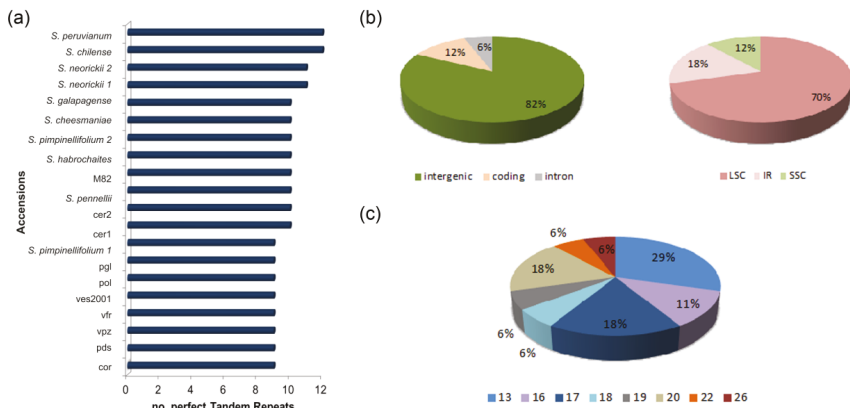 (a)
Accensions
S. peruvianum
S. chilense
S. neorickii 2
S. neorickii 1
S. galapagense
S. cheesmaniae
S. pimpinellifolium 2
S. habrochaites
M82
S. pennellii
cer2
cer1
S. pimpinellifolium 1
pgl
pol
ves2001
vfr
vpz
pds
cor
0 2 4 6 8 10 12
no. perfect Tandem Repeats
(b)
12% 6%
82%
intergenic coding intron
12%
18%
70%
LSC IR SSC
(c)
6% 6%
29%
18%
11%
18%
6% 6%
13 16 17 18 19 20 22 26